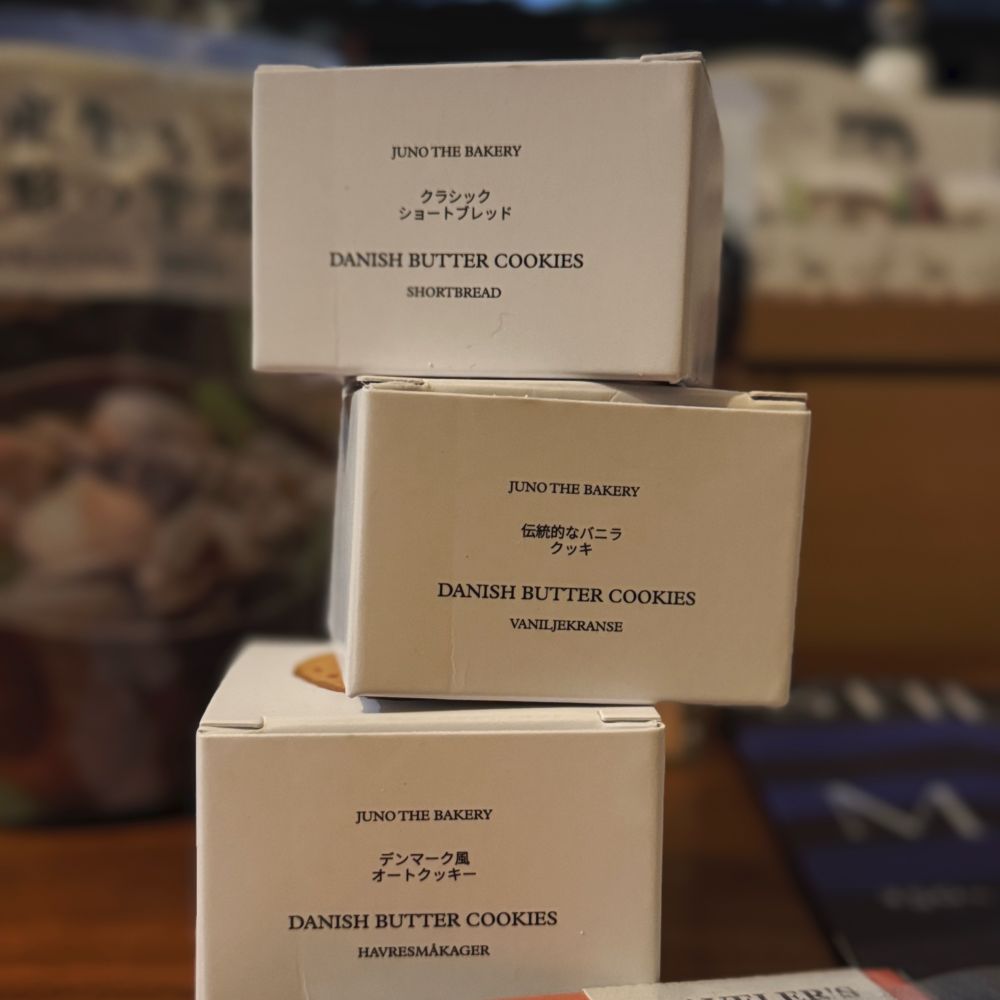 JUNO THE BAKERY
クラシック
ショートブレッド
DANISH BUTTER COOKIES
SHORTBREAD
JUNO THE BAKERY
伝統的なバニラ
クッキ
DANISH BUTTER COOKIES
VANILJEKRANSE
JUNO THE BAKERY
デンマーク風
オートクッキー
DANISH BUTTER COOKIES
HAVRESMÅKAGER